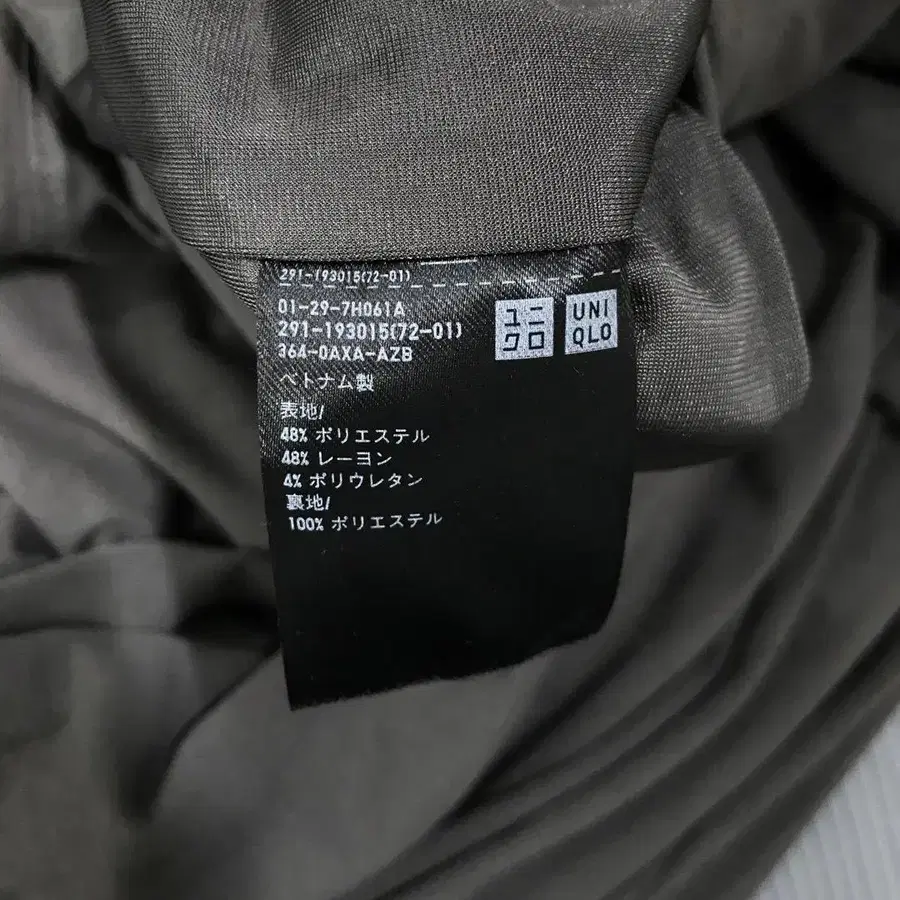 291-193015(72-01)
01-29-7H061A
291-193015(72-01)
364-0AXA-AZB
ユニ
クロ
UNI
QLO
ベトナム製
表地/
48% ポリエステル
48% レーヨン
4% ポリウレタン
裏地/
100% ポリエステル